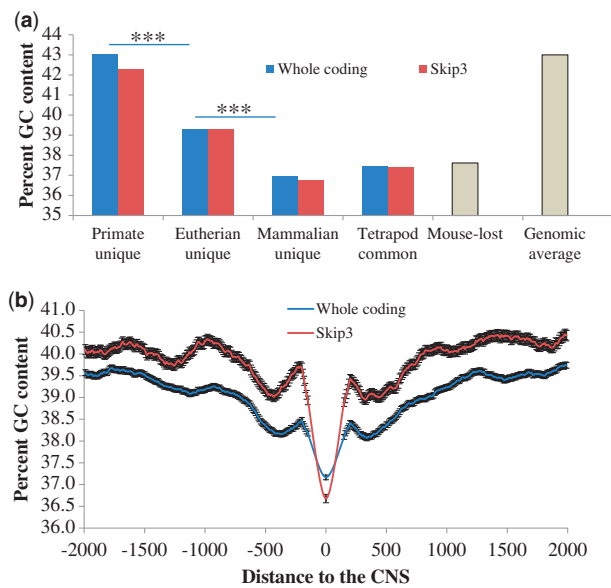 (a)
Percent GC content
44
43
42
41
40
39
38
37
36
35
***
***
Whole coding
Skip3
Primate unique
Eutherian unique
Mammalian unique
Tetrapod common
Mouse-lost
Genomic average
(b)
Percent GC content
41.0
40.5
40.0
39.5
39.0
38.5
38.0
37.5
37.0
36.5
36.0
Whole coding
Skip3
-2000 -1500 -1000 -500 0 500 1000 1500 2000
Distance to the CNS